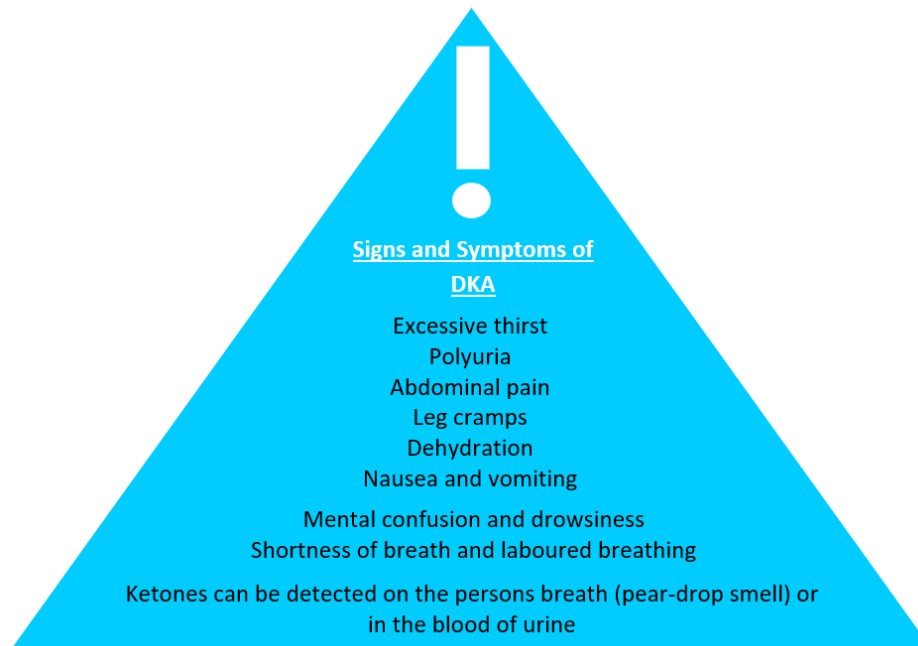 Signs and Symptoms of
DKA
Excessive thirst
Polyuria
Abdominal pain
Leg cramps
Dehydration
Nausea and vomiting
Mental confusion and drowsiness
Shortness of breath and laboured breathing
Ketones can be detected on the persons breath (pear-drop smell) or
in the blood of urine